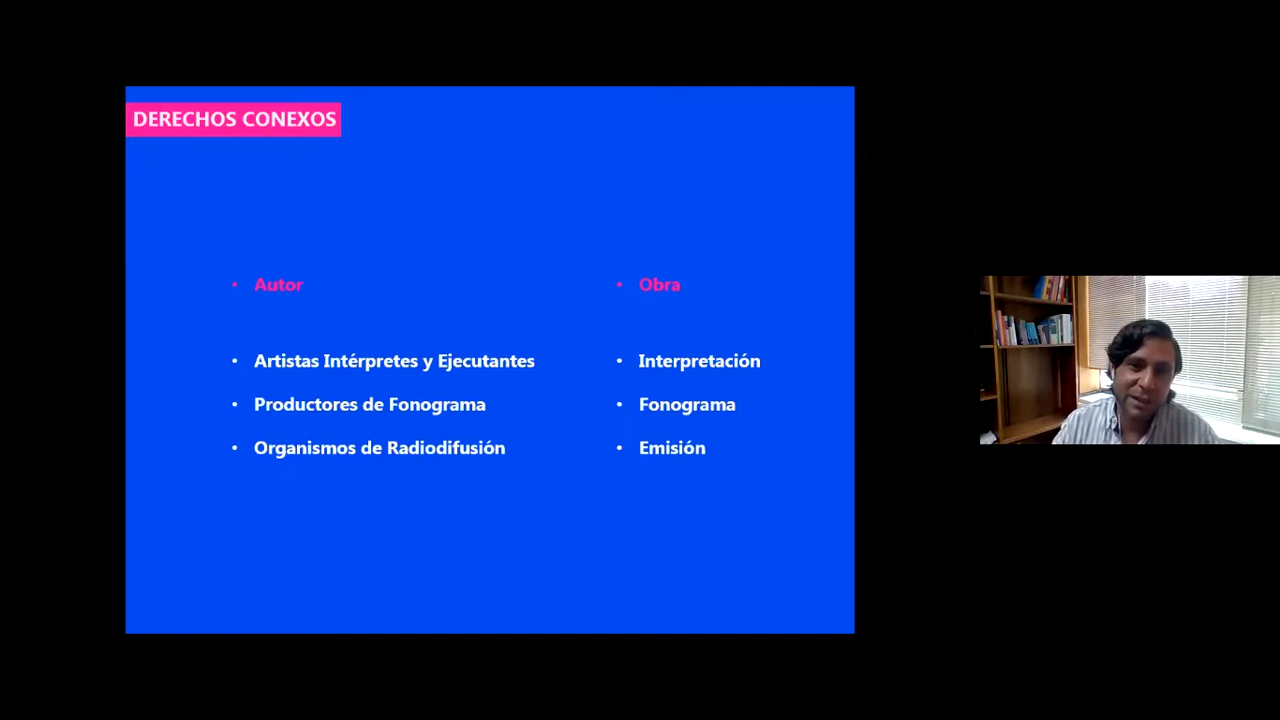 DERECHOS CONEXOS
• Autor
• Obra
• Artistas Intérpretes y Ejecutantes
• Interpretación
• Productores de Fonograma
• Fonograma
• Organismos de Radiodifusión
• Emisión